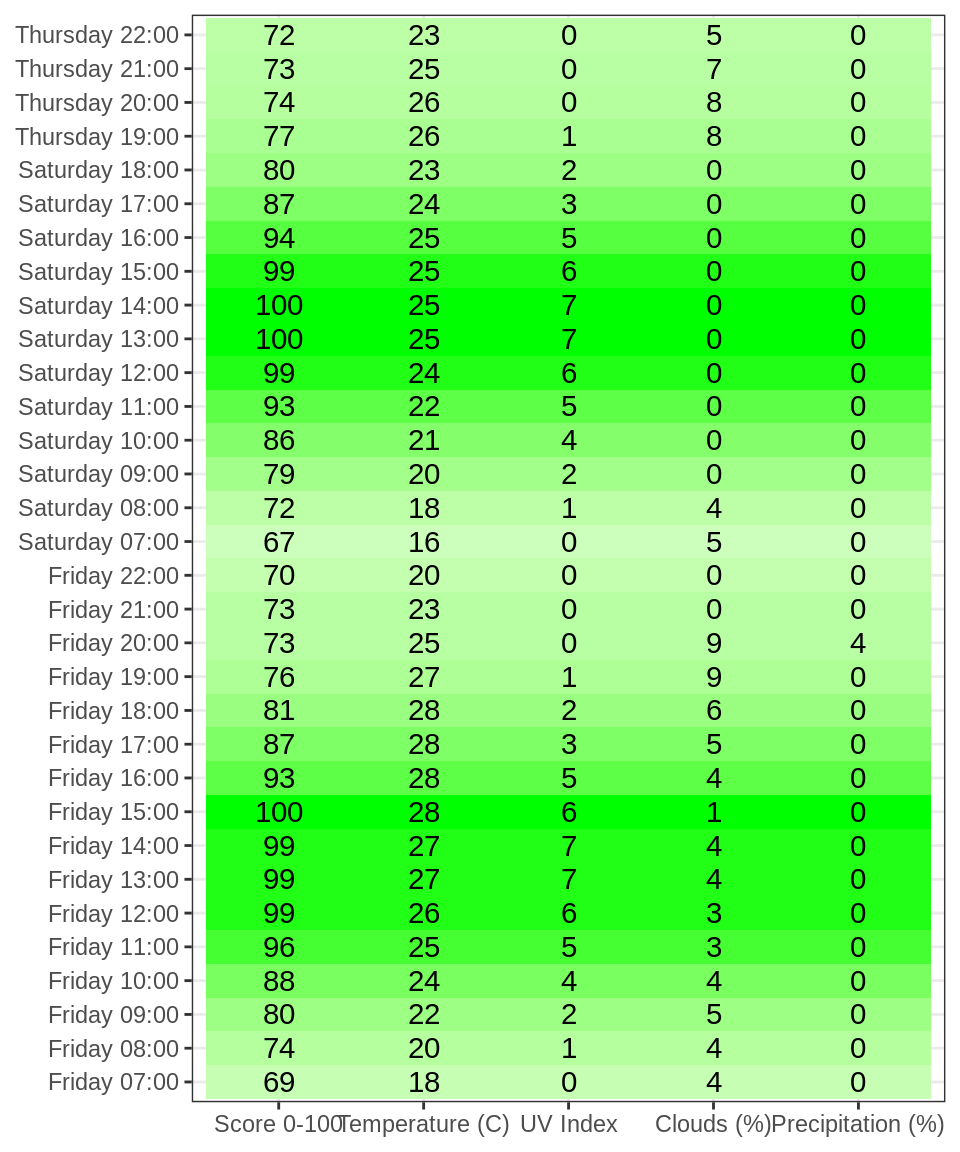 Thursday 22:00 72 23 0 5 0
Thursday 21:00 73 25 0 7 0
Thursday 20:00 74 26 0 8 0
Thursday 19:00 77 26 1 8 0
Saturday 18:00 80 23 2 0 0
Saturday 17:00 87 24 3 0 0
Saturday 16:00 94 25 5 0 0
Saturday 15:00 99 25 6 0 0
Saturday 14:00 100 25 7 0 0
Saturday 13:00 100 25 7 0 0
Saturday 12:00 99 24 6 0 0
Saturday 11:00 93 22 5 0 0
Saturday 10:00 86 21 4 0 0
Saturday 09:00 79 20 2 0 0
Saturday 08:00 72 18 1 4 0
Saturday 07:00 67 16 0 5 0
Friday 22:00 70 20 0 0 0
Friday 21:00 73 23 0 0 0
Friday 20:00 73 25 0 9 4
Friday 19:00 76 27 1 9 0
Friday 18:00 81 28 2 6 0
Friday 17:00 87 28 3 5 0
Friday 16:00 93 28 5 4 0
Friday 15:00 100 28 6 1 0
Friday 14:00 99 27 7 4 0
Friday 13:00 99 27 7 4 0
Friday 12:00 99 26 6 3 0
Friday 11:00 96 25 5 3 0
Friday 10:00 88 24 4 4 0
Friday 09:00 80 22 2 5 0
Friday 08:00 74 20 1 4 0
Friday 07:00 69 18 0 4 0
Score 0-100 Temperature (C) UV Index Clouds (%) Precipitation (%)